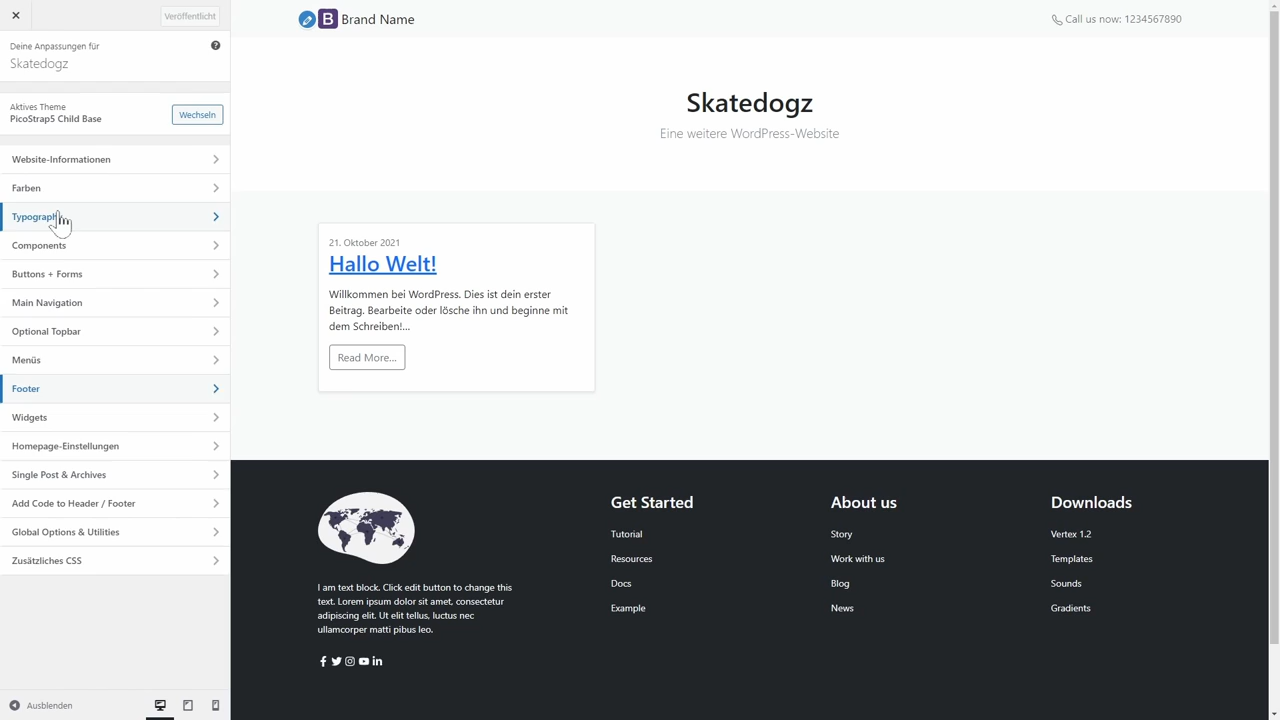 Veröffentlicht
Deine Anpassungen für
Skatedogz
Aktives Theme
PicoStrap5 Child Base
Wechseln
Website-Informationen
Farben
Components
Buttons + Forms
Main Navigation
Optional Topbar
Menüs
Footer
Widgets
Homepage-Einstellungen
Single Post & Archives
Add Code to Header / Footer
Global Options & Utilities
Zusätzliches CSS
Ausblenden
B Brand Name
Call us now: 1234567890
Skatedogz
Eine weitere WordPress-Website
21. Oktober 2021
Hallo Welt!
Willkommen bei WordPress. Dies ist dein erster
Beitrag. Bearbeite oder lösche ihn und beginne mit
dem Schreiben!...
Read More...
I am text block. Click edit button to change this
text. Lorem ipsum dolor sit amet, consectetur
adipiscing elit. Ut elit tellus, luctus nec
ullamcorper matti pibus leo.
Get Started
Tutorial
Resources
Docs
Example
About us
Story
Work with us
Blog
News
Downloads
Vertex 1.2
Templates
Sounds
Gradients